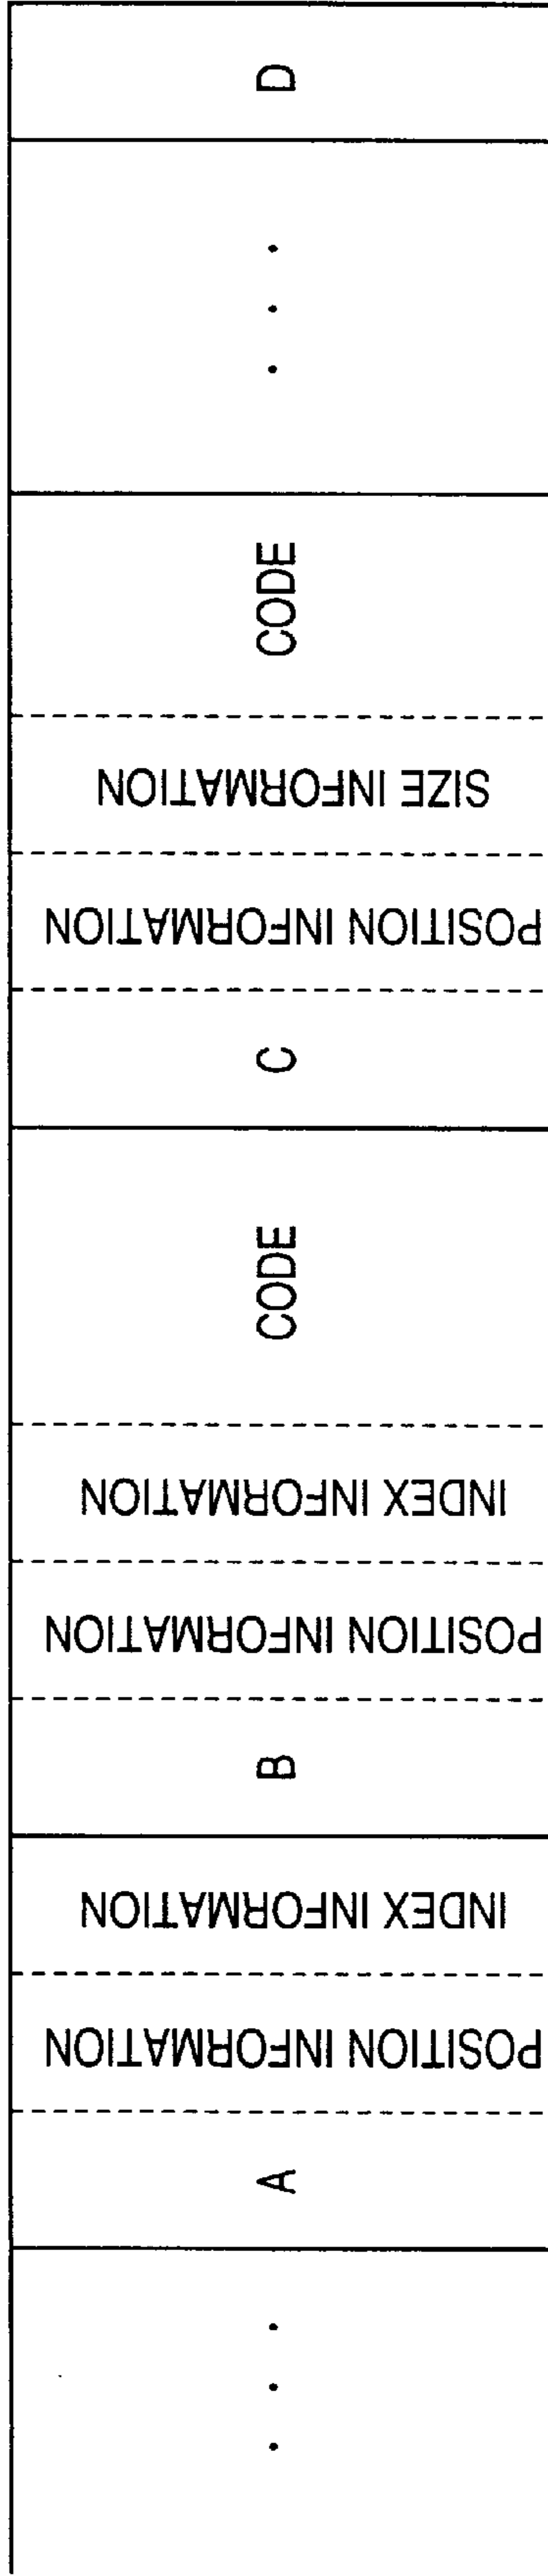 . . .
A
POSITION INFORMATION
INDEX INFORMATION
B
POSITION INFORMATION
INDEX INFORMATION
CODE
C
POSITION INFORMATION
SIZE INFORMATION
CODE
. . .
D